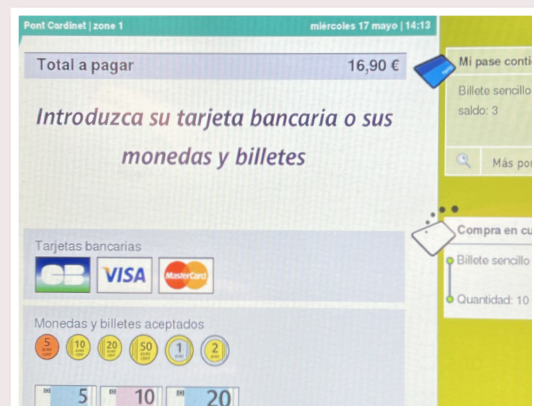 Pont Cardinet | zone 1
miércoles 17 mayo | 14:13
Total a pagar
16,90 €
Introduzca su tarjeta bancaria o sus
monedas y billetes
Tarjetas bancarias
CB
VISA
MasterCard
Monedas y billetes aceptados
5 10 20 50 1 2
5 10 20
Mi pase conti
Billete sencillo
saldo: 3
Más po
Compra en cu
Billete sencillo
Quantidad: 10